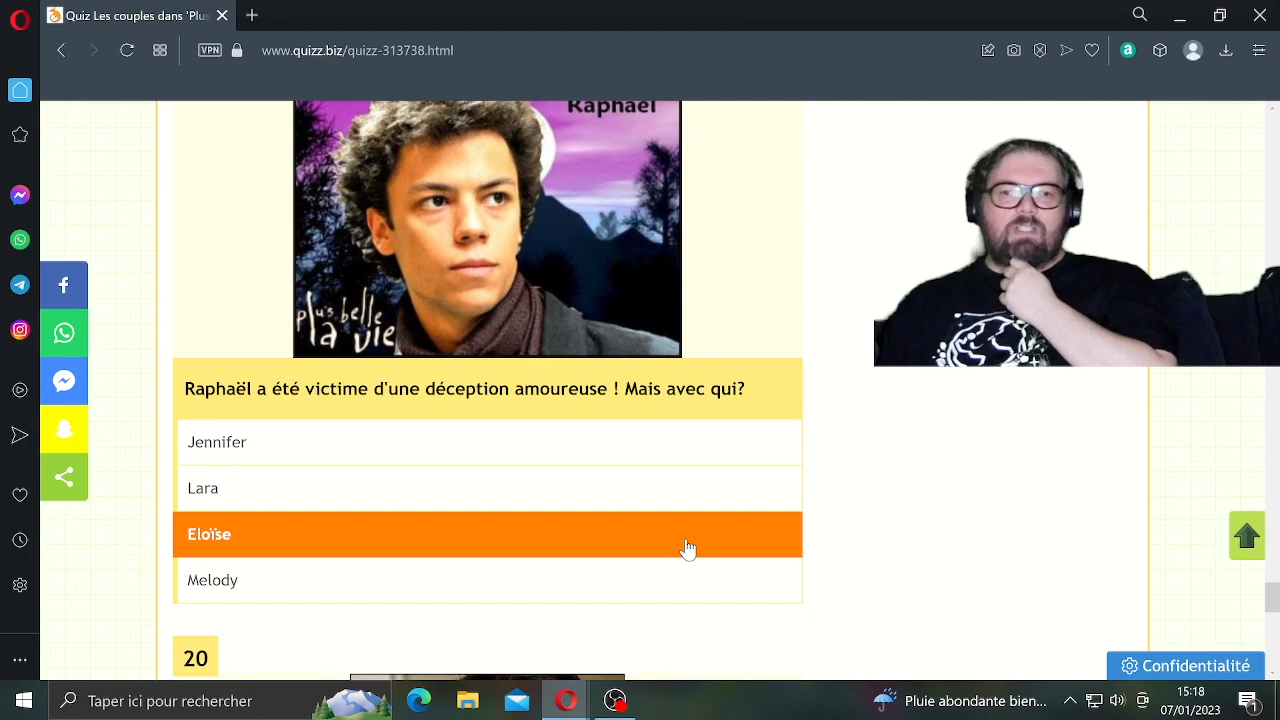 Quiz Les couples dans 'Plus
www.quizz.biz/quizz-313738.html
VPN
a
Raphaël
plus belle
la vie
Raphaël a été victime d'une déception amoureuse ! Mais avec qui?
Jennifer
Lara
Eloïse
Melody
20
Confidentialité
Taper ici pour rechercher
Pluie abondante bien...
15:18
07/01/2023